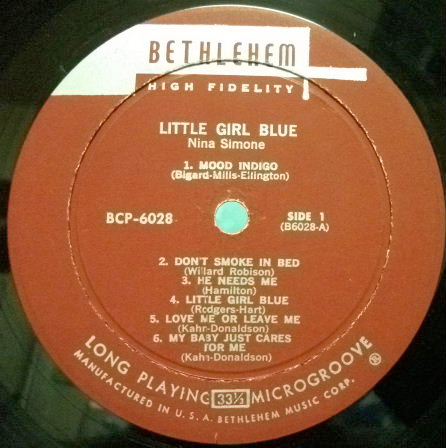 BETHLEHEM
HIGH FIDELITY
LITTLE GIRL BLUE
Nina Simone
1. MOOD INDIGO
(Bigard-Mills-Ellington)
BCP-6028
SIDE 1
(B6028-A)
2. DON'T SMOKE IN BED
(Willard Robison)
3. HE NEEDS ME
(Hamilton)
4. LITTLE GIRL BLUE
(Rodgers-Hart)
5. LOVE ME OR LEAVE ME
(Kahn-Donaldson)
6. MY BABY JUST CARES
FOR ME
(Kahn-Donaldson)
LONG PLAYING 33⅓ MICROGROOVE ®
MANUFACTURED IN U.S.A. BETHLEHEM MUSIC CORP.